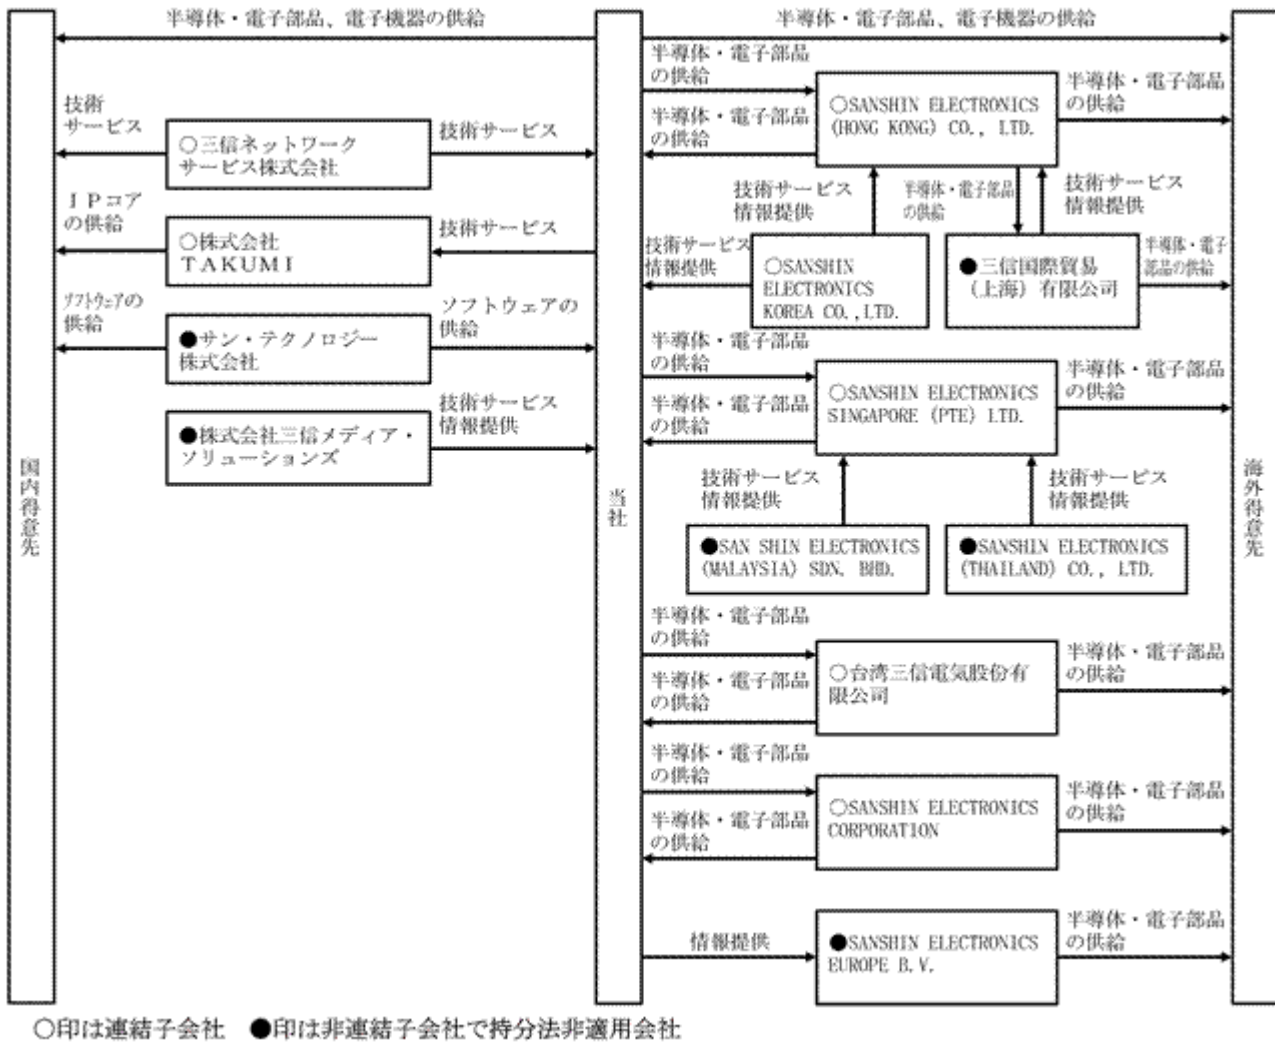 半導体・電子部品、電子機器の供給
半導体・電子部品、電子機器の供給
国内得意先
当社
海外得意先
技術
サービス
○三信ネットワーク
サービス株式会社
技術サービス
ＩＰコア
の供給
○株式会社
ＴＡＫＵＭＩ
技術サービス
ソフトウェアの
供給
●サン・テクノロジー
株式会社
ソフトウェアの
供給
●株式会社三信メディア・
ソリューションズ
技術サービス
情報提供
半導体・電子部品
の供給
半導体・電子部品
の供給
○SANSHIN ELECTRONICS
(HONG KONG) CO., LTD.
半導体・電子部品
の供給
技術サービス
情報提供
半導体・電子部品
の供給
技術サービス
情報提供
技術サービス
情報提供
○SANSHIN
ELECTRONICS
KOREA CO.,LTD.
●三信国際貿易
(上海) 有限公司
半導体・電子
部品の供給
半導体・電子部品
の供給
半導体・電子部品
の供給
○SANSHIN ELECTRONICS
SINGAPORE (PTE) LTD.
半導体・電子部品
の供給
技術サービス
情報提供
技術サービス
情報提供
●SAN SHIN ELECTRONICS
(MALAYSIA) SDN. BHD.
●SANSHIN ELECTRONICS
(THAILAND) CO., LTD.
半導体・電子部品
の供給
半導体・電子部品
の供給
○台湾三信電気股份有
限公司
半導体・電子部品
の供給
半導体・電子部品
の供給
半導体・電子部品
の供給
○SANSHIN ELECTRONICS
CORPORATION
半導体・電子部品
の供給
情報提供
●SANSHIN ELECTRONICS
EUROPE B.V.
半導体・電子部品
の供給
○印は連結子会社　●印は非連結子会社で持分法非適用会社